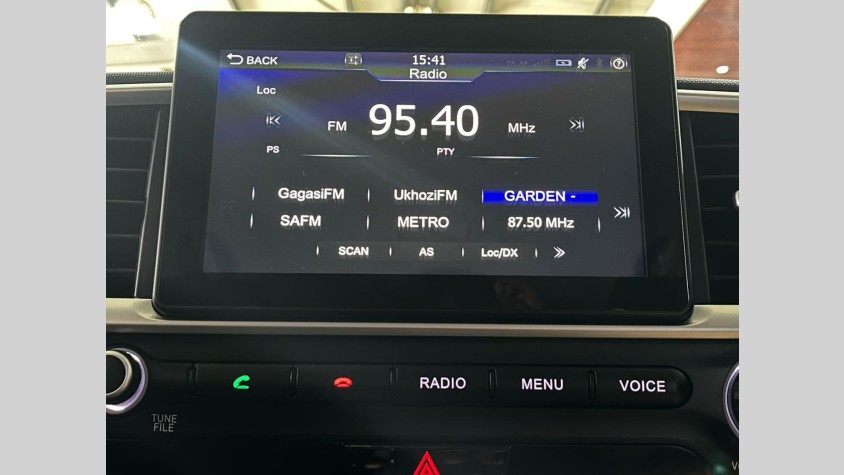 BACK
15:41
Radio
Loc
FM 95.40 MHz
PS
PTY
GagasiFM UkhoziFM GARDEN -
SAFM METRO 87.50 MHz
SCAN AS Loc/DX
RADIO MENU VOICE
TUNE
FILE